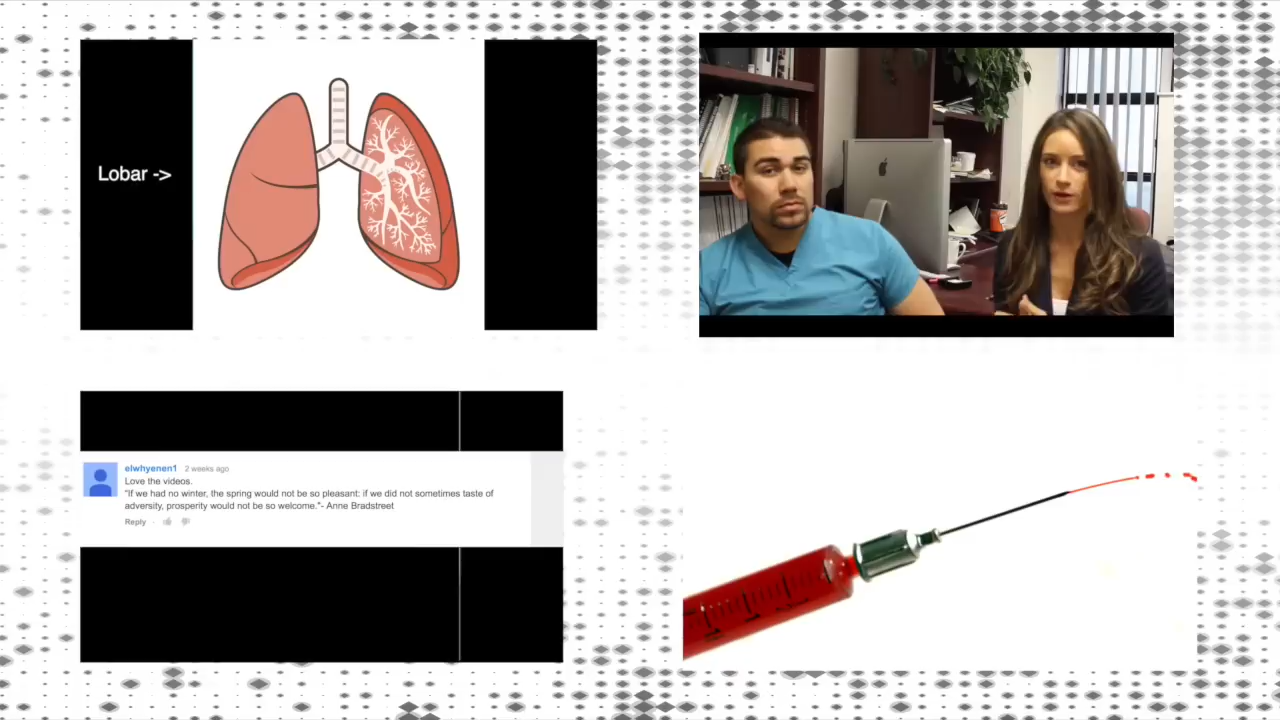 Lobar ->
elwhyenen1 2 weeks ago
Love the videos.
"If we had no winter, the spring would not be so pleasant: if we did not sometimes taste of
adversity, prosperity would not be so welcome."- Anne Bradstreet
Reply